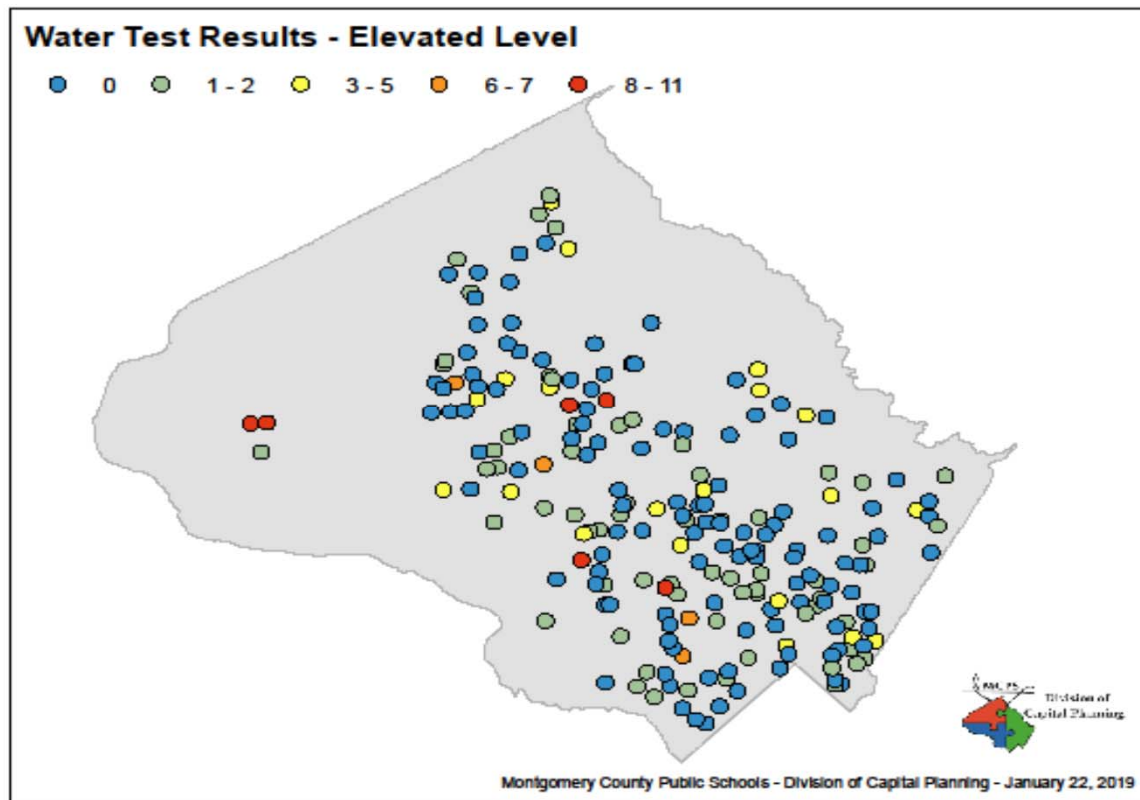 Water Test Results - Elevated Level
0 1 - 2 3 - 5 6 - 7 8 - 11
MCPS
Division of
Capital Planning
Montgomery County Public Schools - Division of Capital Planning - January 22, 2019